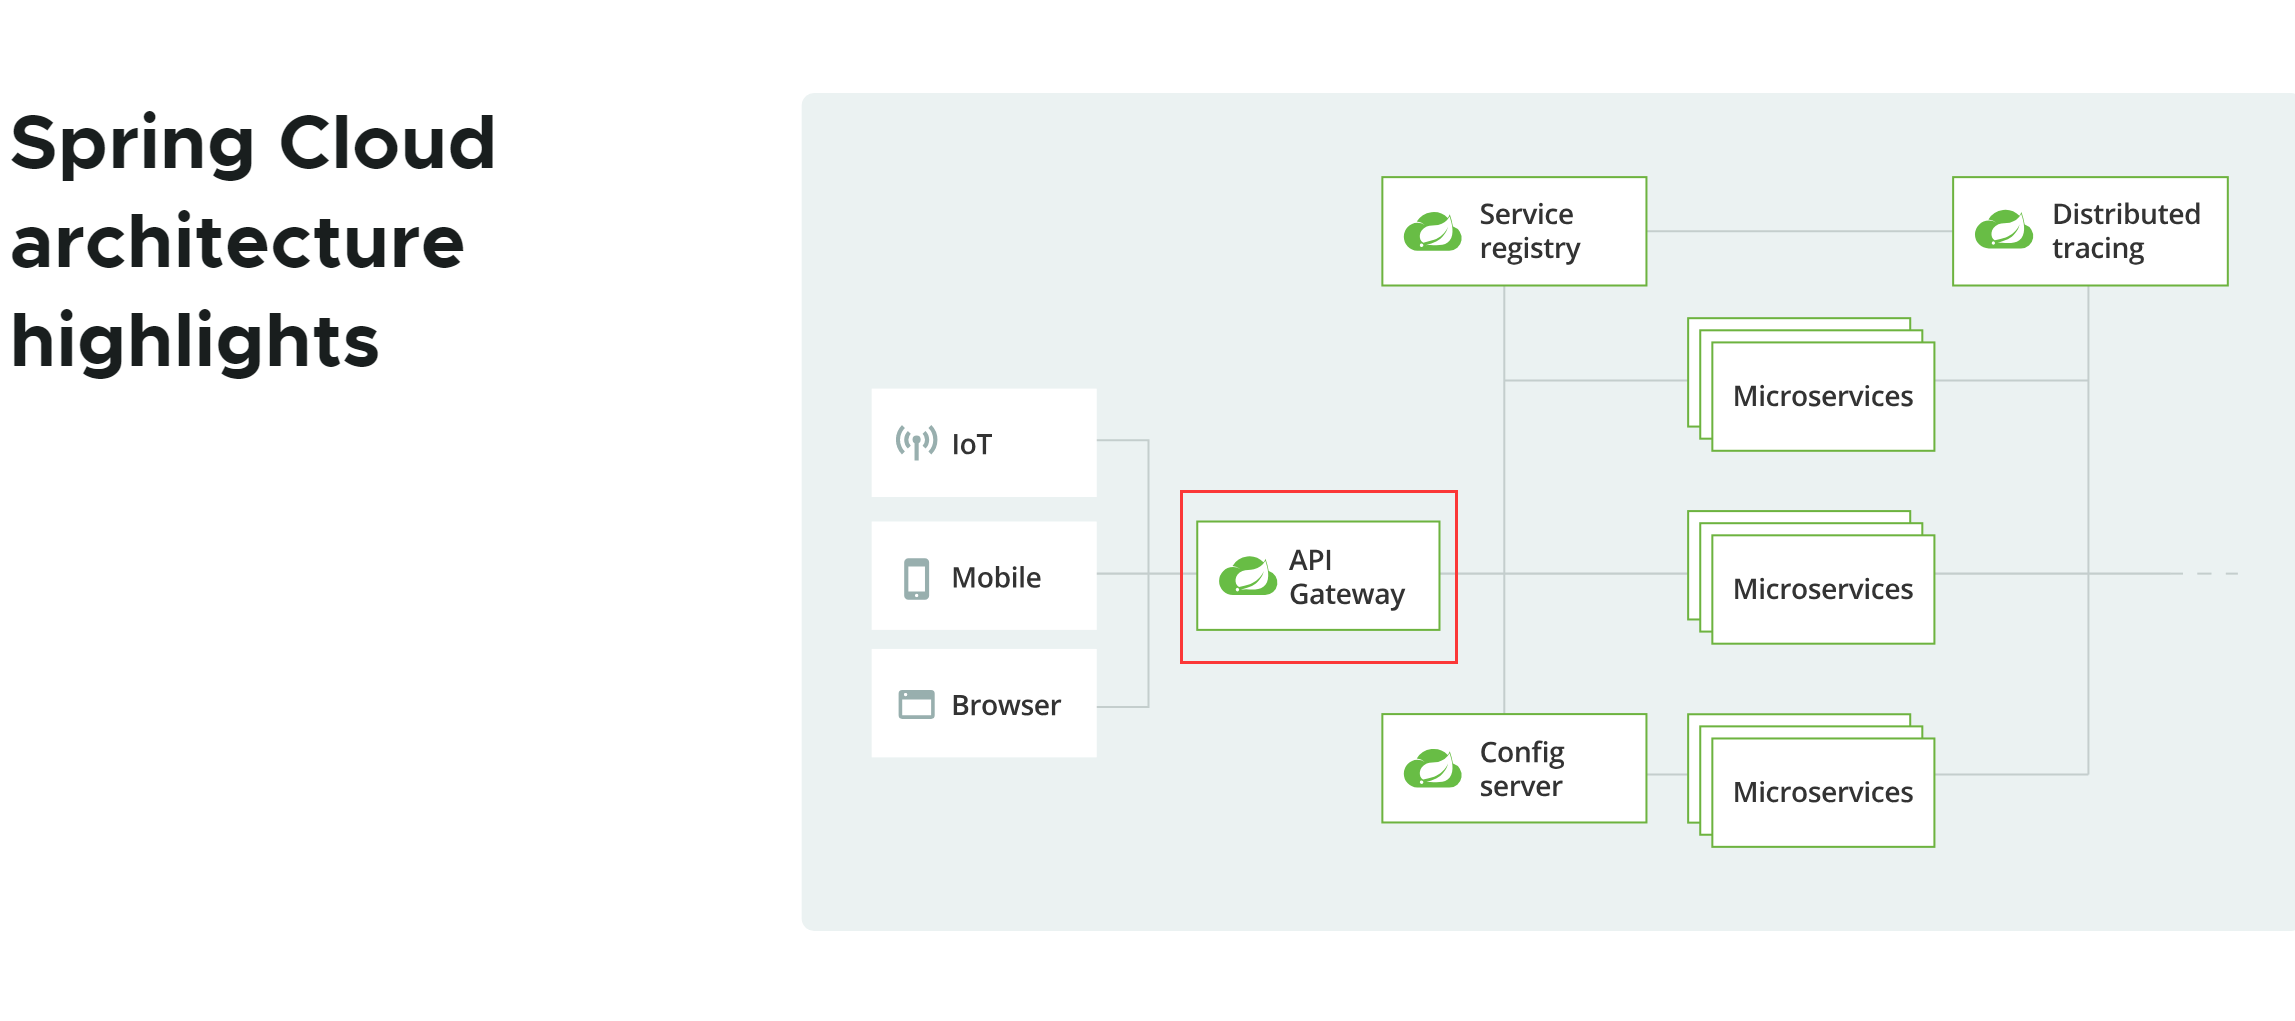 Spring Cloud
architecture
highlights
Service
registry
Distributed
tracing
Microservices
IoT
Mobile
API
Gateway
Microservices
Browser
Config
server
Microservices